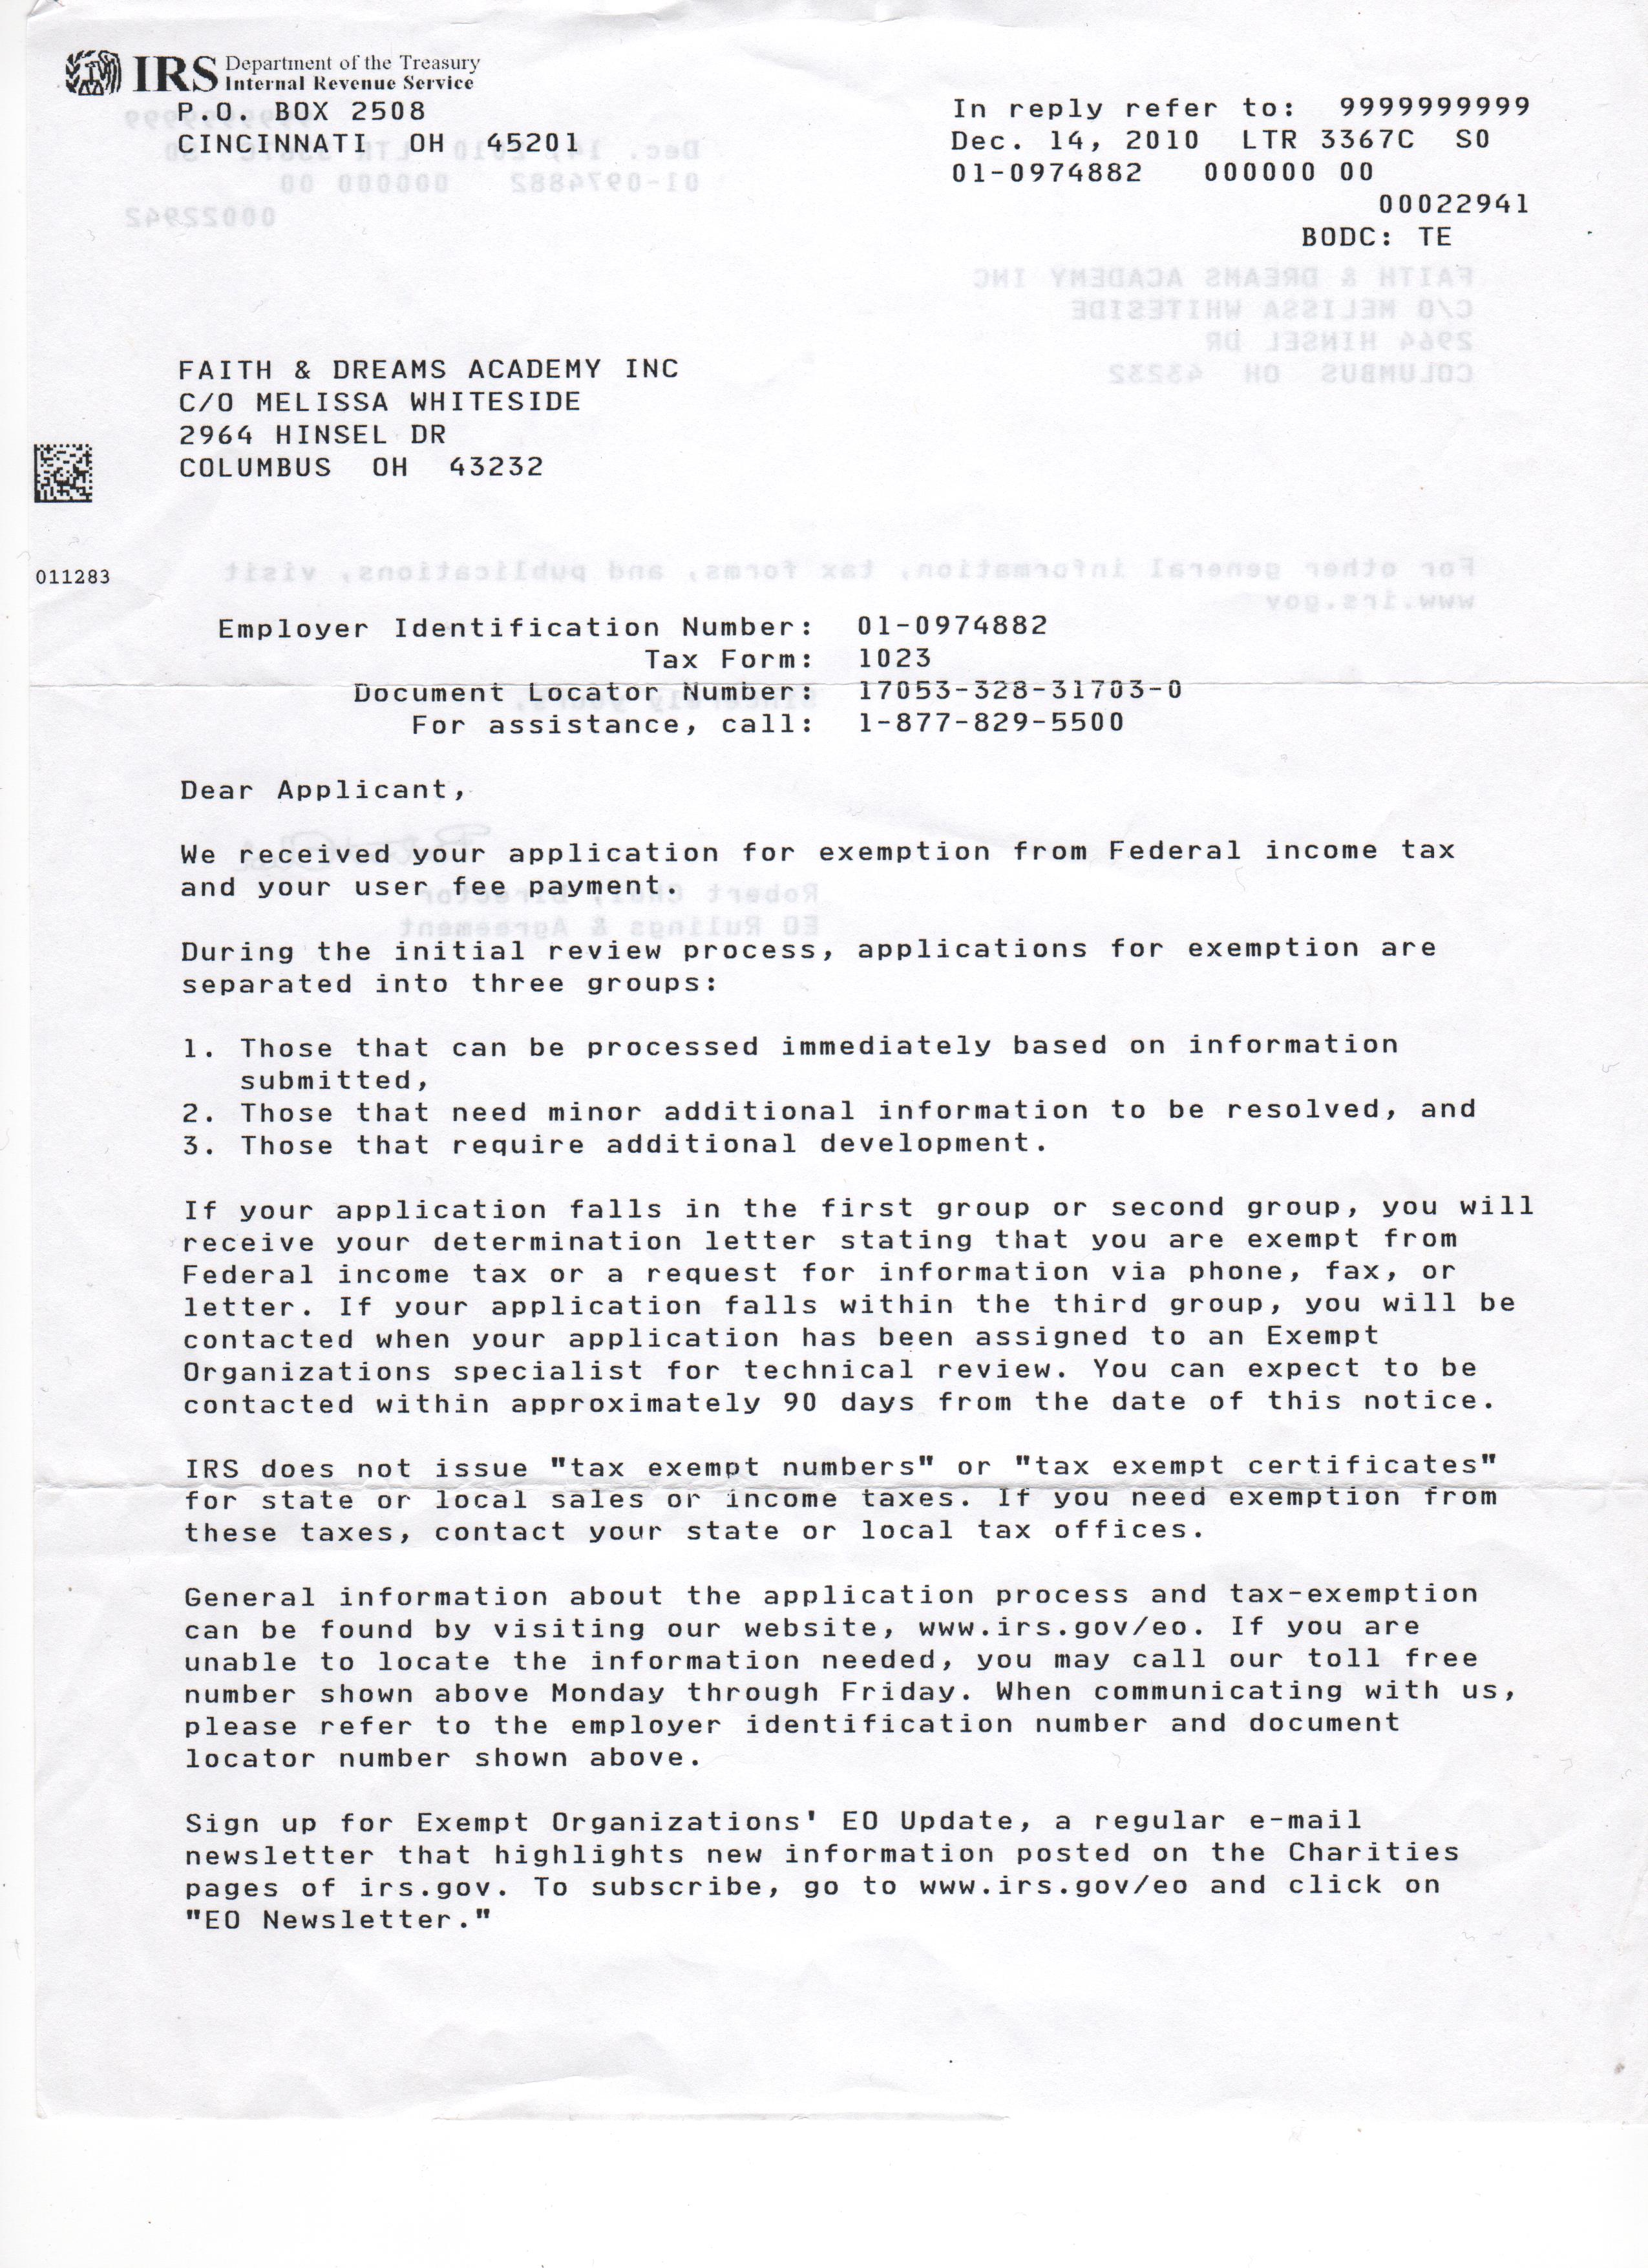 IRS Department of the Treasury
Internal Revenue Service
P.O. BOX 2508
CINCINNATI OH 45201
In reply refer to: 9999999999
Dec. 14, 2010 LTR 3367C S0
01-0974882 000000 00
00022941
BODC: TE
FAITH & DREAMS ACADEMY INC
C/O MELISSA WHITESIDE
2964 HINSEL DR
COLUMBUS OH 43232
011283
Employer Identification Number: 01-0974882
Tax Form: 1023
Document Locator Number: 17053-328-31703-0
For assistance, call: 1-877-829-5500
Dear Applicant,
We received your application for exemption from Federal income tax
and your user fee payment.
During the initial review process, applications for exemption are
separated into three groups:
1. Those that can be processed immediately based on information
submitted,
2. Those that need minor additional information to be resolved, and
3. Those that require additional development.
If your application falls in the first group or second group, you will
receive your determination letter stating that you are exempt from
Federal income tax or a request for information via phone, fax, or
letter. If your application falls within the third group, you will be
contacted when your application has been assigned to an Exempt
Organizations specialist for technical review. You can expect to be
contacted within approximately 90 days from the date of this notice.
IRS does not issue "tax exempt numbers" or "tax exempt certificates"
for state or local sales or income taxes. If you need exemption from
these taxes, contact your state or local tax offices.
General information about the application process and tax-exemption
can be found by visiting our website, www.irs.gov/eo. If you are
unable to locate the information needed, you may call our toll free
number shown above Monday through Friday. When communicating with us,
please refer to the employer identification number and document
locator number shown above.
Sign up for Exempt Organizations' EO Update, a regular e-mail
newsletter that highlights new information posted on the Charities
pages of irs.gov. To subscribe, go to www.irs.gov/eo and click on
"EO Newsletter."